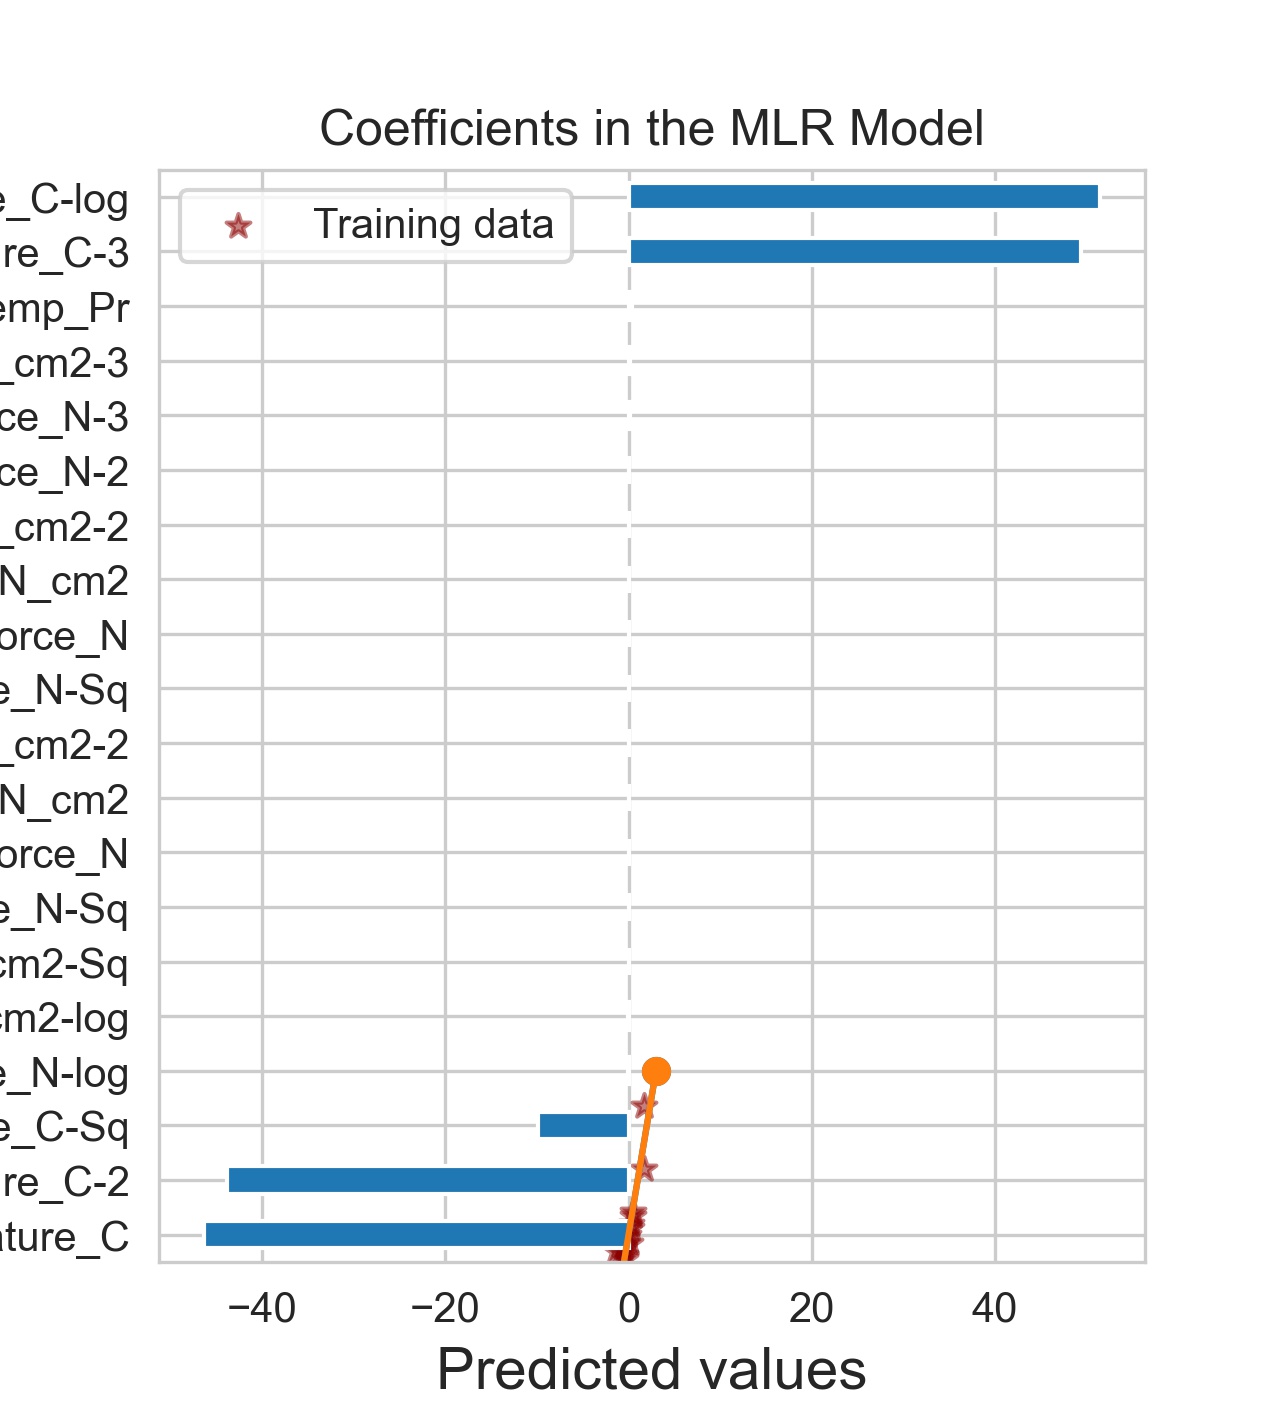 Coefficients in the MLR Model
Training data
e_C-log
re_C-3
emp_Pr
_cm2-3
ce_N-3
ce_N-2
_cm2-2
N_cm2
orce_N
e_N-Sq
_cm2-2
N_cm2
orce_N
e_N-Sq
cm2-Sq
cm2-log
e_N-log
e_C-Sq
re_C-2
ature_C
−40 −20 0 20 40
Predicted values